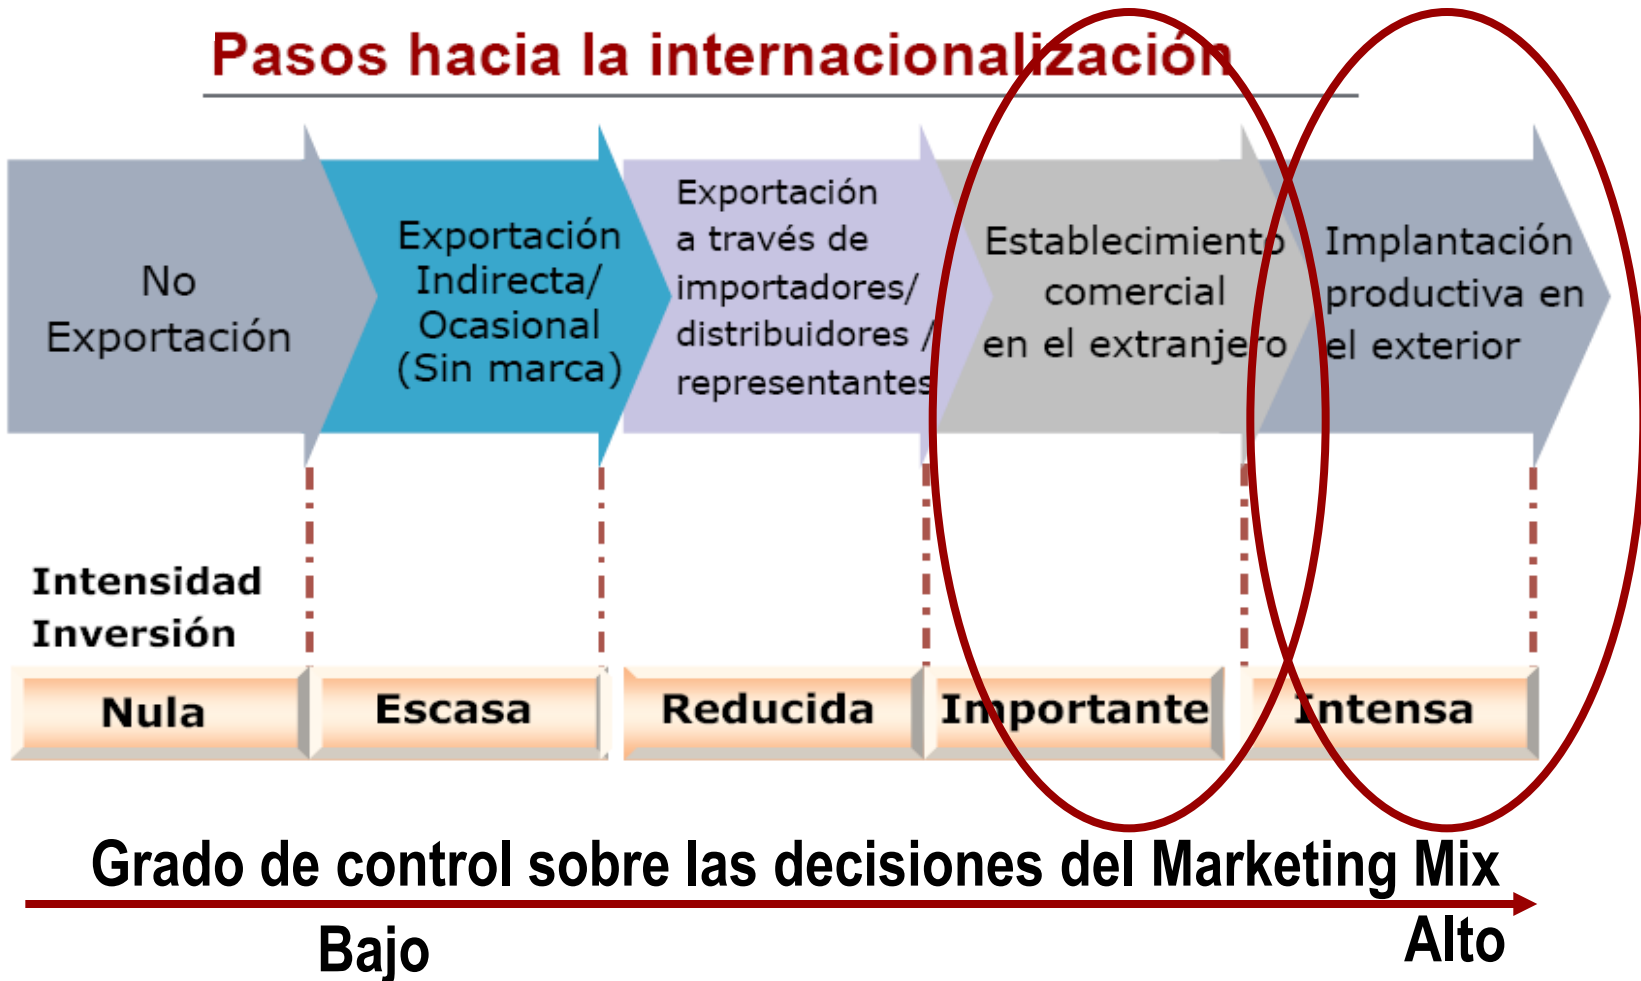 Pasos hacia la internacionalización
No
Exportación
Exportación
Indirecta/
Ocasional
(Sin marca)
Exportación
a través de
importadores/
distribuidores /
representantes
Establecimiento
comercial
en el extranjero
Implantación
productiva en
el exterior
Intensidad
Inversión
Nula
Escasa
Reducida
Importante
Intensa
Grado de control sobre las decisiones del Marketing Mix
Bajo
Alto